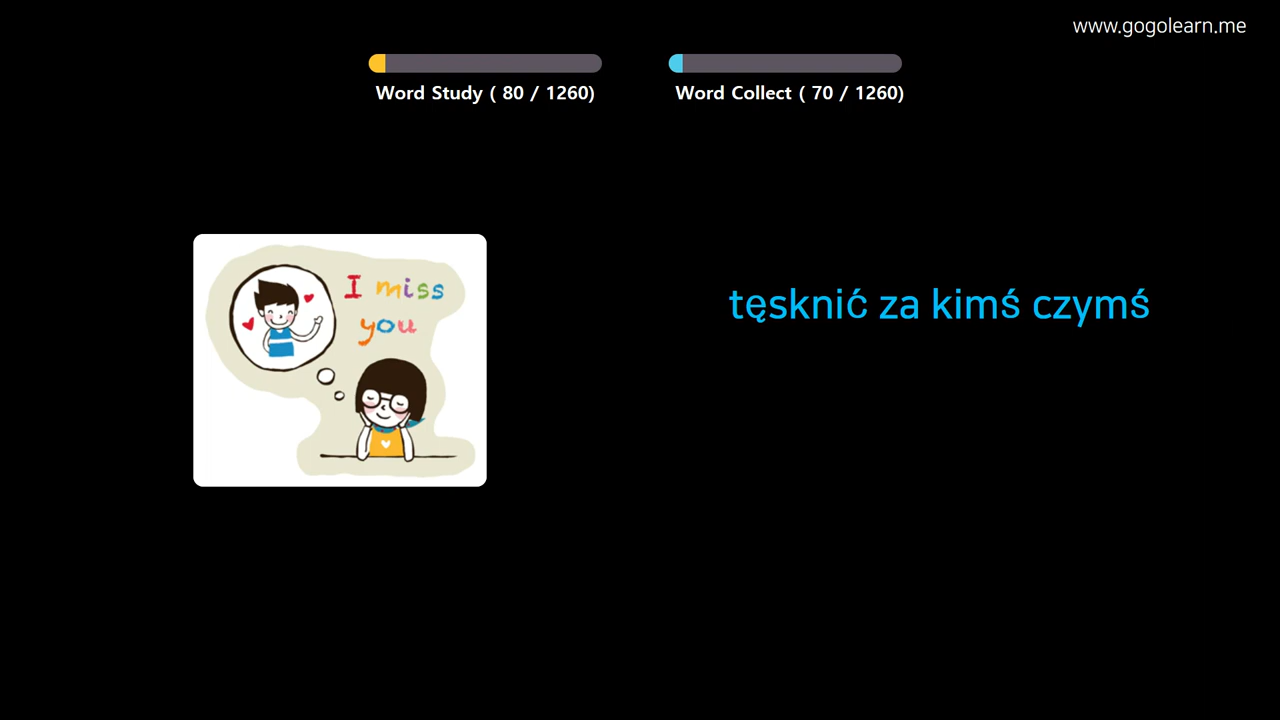 www.gogolearn.me
Word Study ( 80 / 1260)
Word Collect ( 70 / 1260)
I miss
you
tęsknić za kimś czymś